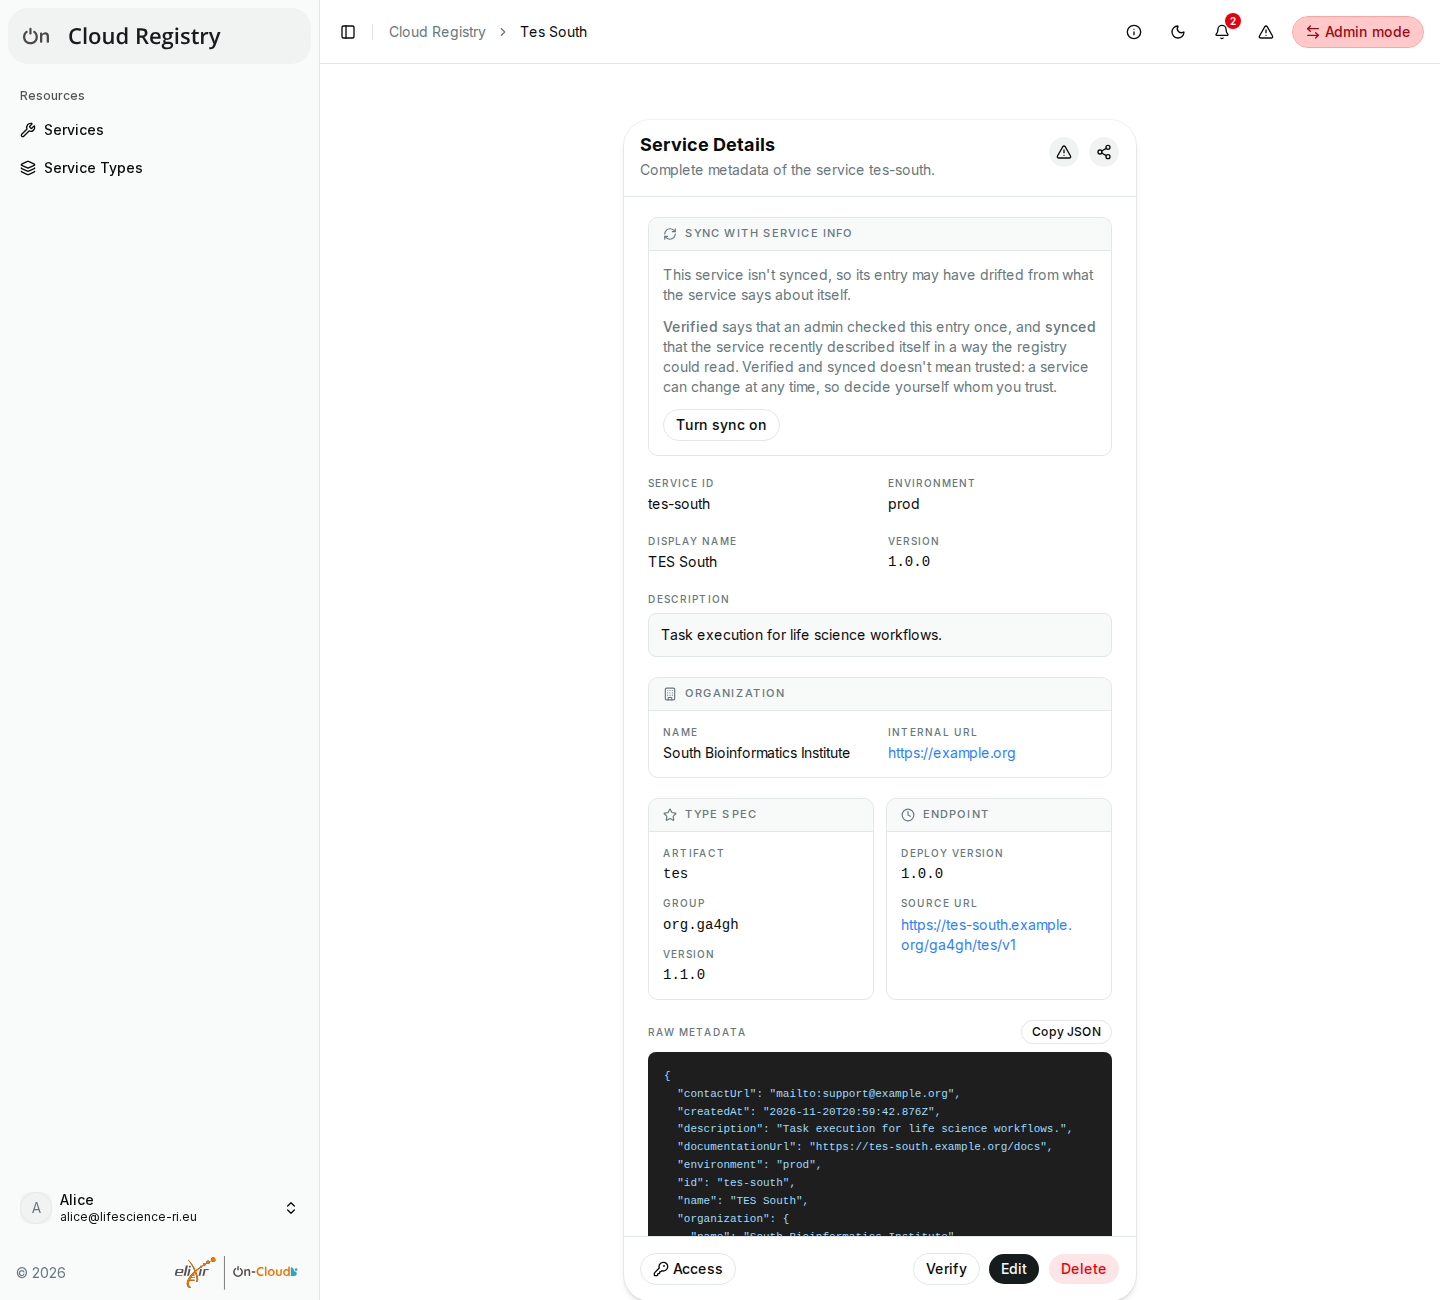 On Cloud Registry
Cloud Registry > Tes South
2
Admin mode
Resources
Services
Service Types
Service Details
Complete metadata of the service tes-south.
SYNC WITH SERVICE INFO
This service isn't synced, so its entry may have drifted from what
the service says about itself.
Verified says that an admin checked this entry once, and synced
that the service recently described itself in a way the registry
could read. Verified and synced doesn't mean trusted: a service
can change at any time, so decide yourself whom you trust.
Turn sync on
SERVICE ID
tes-south
ENVIRONMENT
prod
DISPLAY NAME
TES South
VERSION
1.0.0
DESCRIPTION
Task execution for life science workflows.
ORGANIZATION
NAME
South Bioinformatics Institute
INTERNAL URL
https://example.org
TYPE SPEC
ARTIFACT
tes
GROUP
org.ga4gh
VERSION
1.1.0
ENDPOINT
DEPLOY VERSION
1.0.0
SOURCE URL
https://tes-south.example.
org/ga4gh/tes/v1
RAW METADATA
Copy JSON
{
"contactUrl": "mailto:support@example.org",
"createdAt": "2026-11-20T20:59:42.876Z",
"description": "Task execution for life science workflows.",
"documentationUrl": "https://tes-south.example.org/docs",
"environment": "prod",
"id": "tes-south",
"name": "TES South",
"organization": {
"name": "South Bioinformatics Institute"
Access
Verify
Edit
Delete
A
Alice
alice@lifescience-ri.eu
© 2026
elixir
On-Cloud